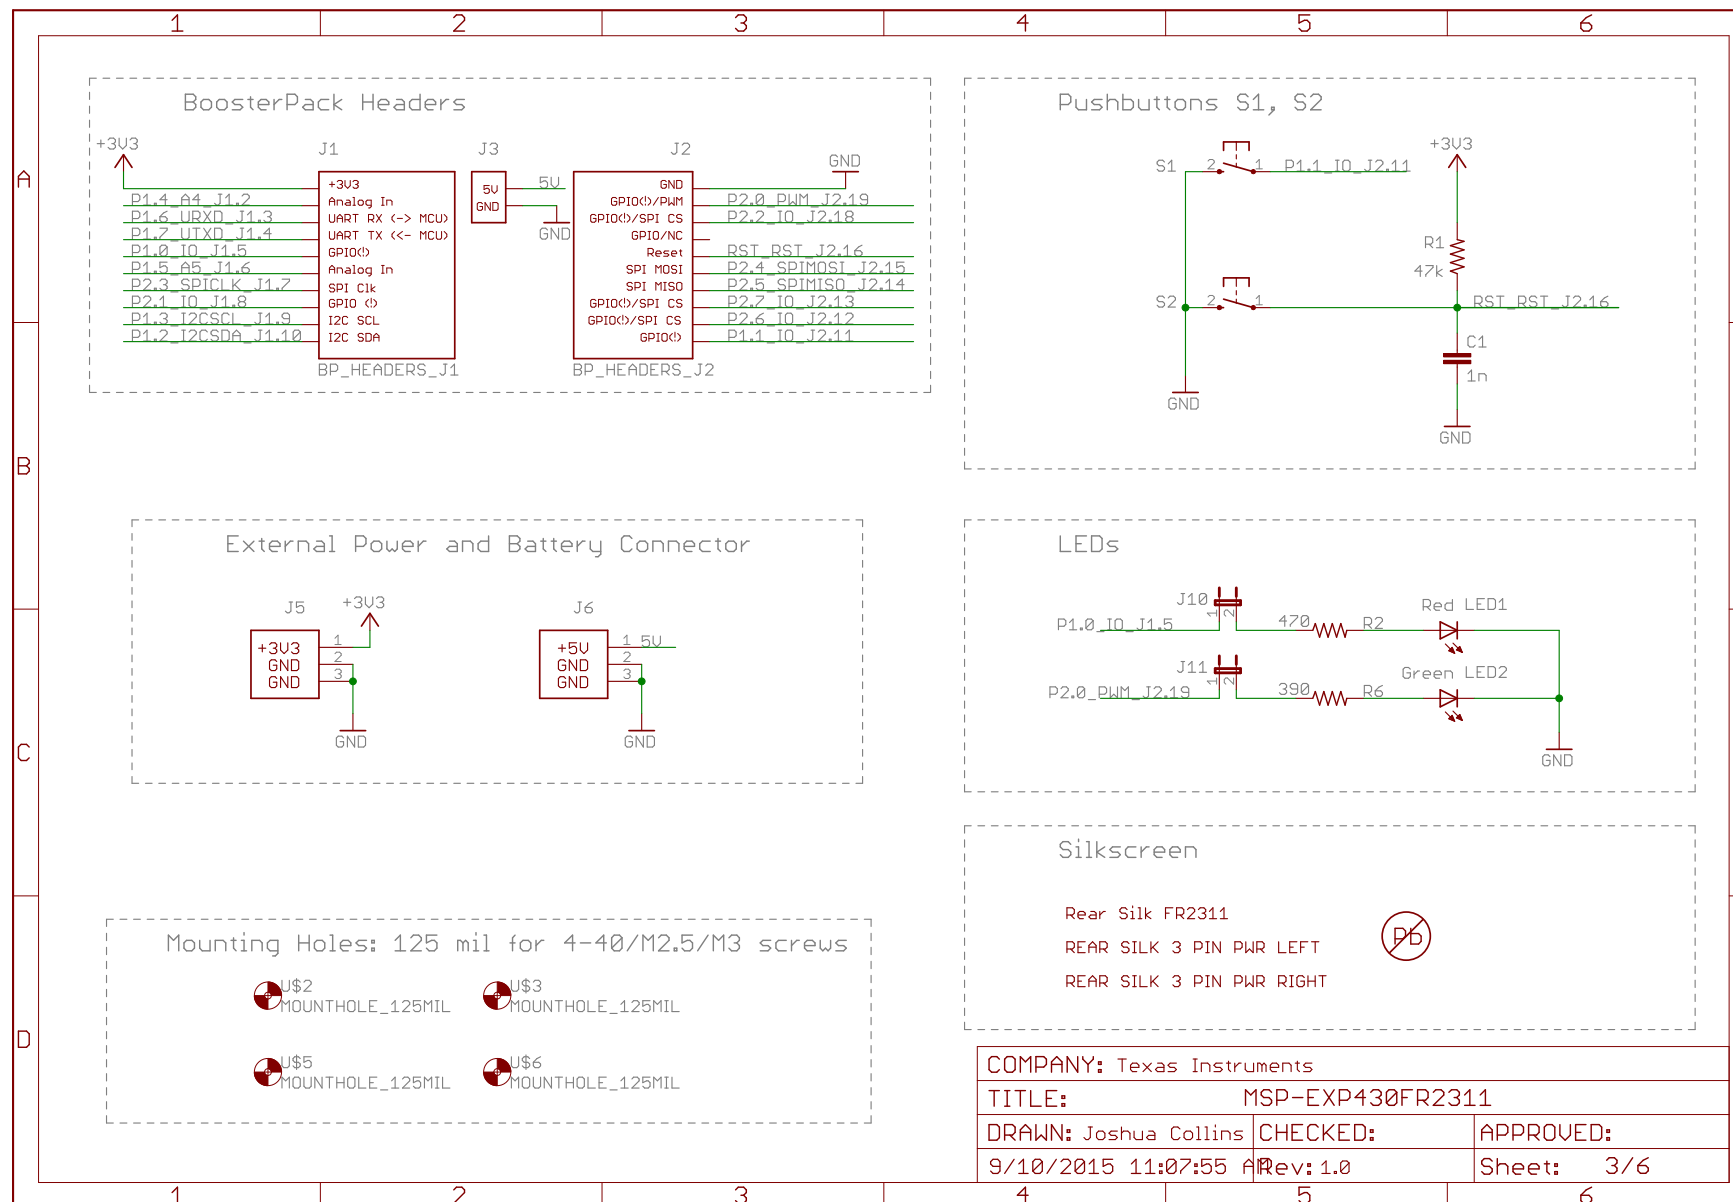 1 2 3 4 5 6
A
B
C
D
BoosterPack Headers
+3V3
J1
J3
J2
GND
+3V3
P1.4_A4_J1.2
Analog In
P1.6_URXD_J1.3
UART RX (-> MCU)
P1.7_UTXD_J1.4
UART TX (<- MCU)
P1.0_IO_J1.5
GPIO(!)
P1.5_A5_J1.6
Analog In
P2.3_SPICLK_J1.7
SPI Clk
P2.1_IO_J1.8
GPIO (!)
P1.3_I2CSCL_J1.9
I2C SCL
P1.2_I2CSDA_J1.10
I2C SDA
BP_HEADERS_J1
5V
5V
GND
GND
GND
GPIO(!)/PWM
P2.0_PWM_J2.19
GPIO(!)/SPI CS
P2.2_IO_J2.18
GPIO/NC
Reset
RST_RST_J2.16
SPI MOSI
P2.4_SPIMOSI_J2.15
SPI MISO
P2.5_SPIMISO_J2.14
GPIO(!)/SPI CS
P2.7_IO_J2.13
GPIO(!)/SPI CS
P2.6_IO_J2.12
GPIO(!)
P1.1_IO_J2.11
BP_HEADERS_J2
Pushbuttons S1, S2
+3V3
S1 2 1 P1.1_IO_J2.11
R1
47k
S2 2 1 RST_RST_J2.16
C1
1n
GND
GND
External Power and Battery Connector
J5
+3V3
+3V3 1
GND 2
GND 3
GND
J6
+5V 1 5V
GND 2
GND 3
GND
LEDs
J10
1 2
P1.0_IO_J1.5
470 R2
Red LED1
J11
1 2
P2.0_PWM_J2.19
390 R6
Green LED2
GND
Silkscreen
Rear Silk FR2311
REAR SILK 3 PIN PWR LEFT
REAR SILK 3 PIN PWR RIGHT
Pb
Mounting Holes: 125 mil for 4-40/M2.5/M3 screws
U$2
MOUNTHOLE_125MIL
U$3
MOUNTHOLE_125MIL
U$5
MOUNTHOLE_125MIL
U$6
MOUNTHOLE_125MIL
COMPANY: Texas Instruments
TITLE: MSP-EXP430FR2311
DRAWN: Joshua Collins CHECKED: APPROVED:
9/10/2015 11:07:55 AM Rev: 1.0 Sheet: 3/6
1 2 3 4 5 6